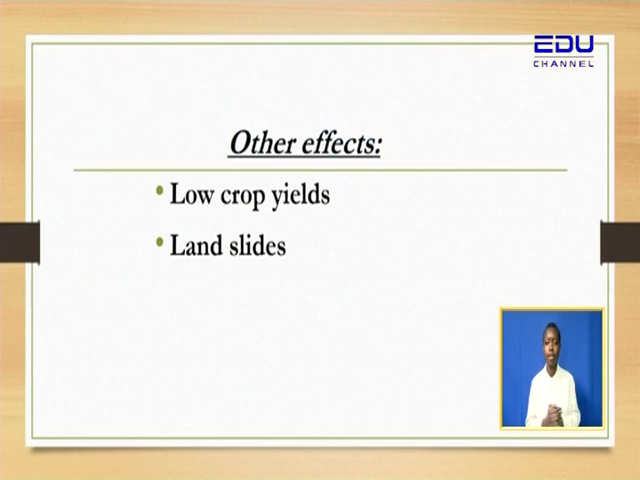 EDU
CHANNEL
Other effects:
• Low crop yields
• Land slides